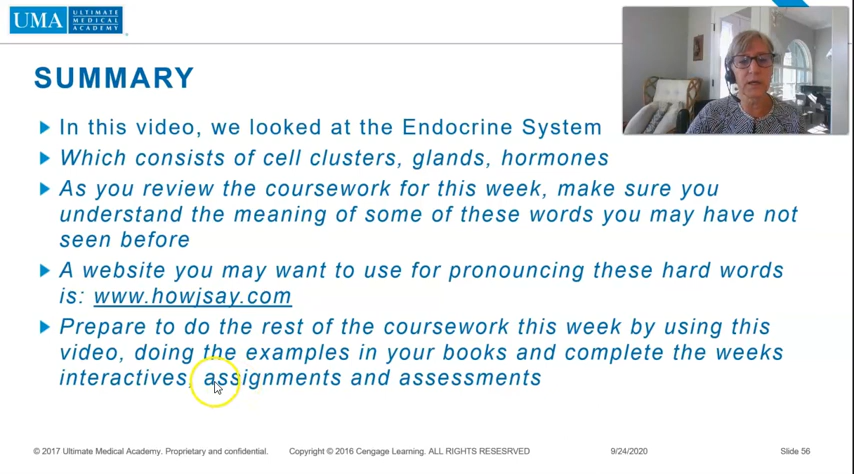 UMA ULTIMATE
MEDICAL
ACADEMY
SUMMARY
In this video, we looked at the Endocrine System
Which consists of cell clusters, glands, hormones
As you review the coursework for this week, make sure you
understand the meaning of some of these words you may have not
seen before
A website you may want to use for pronouncing these hard words
is: www.howjsay.com
Prepare to do the rest of the coursework this week by using this
video, doing the examples in your books and complete the weeks
interactives, assignments and assessments
© 2017 Ultimate Medical Academy. Proprietary and confidential. Copyright © 2016 Cengage Learning. ALL RIGHTS RESESRVED 9/24/2020 Slide 56